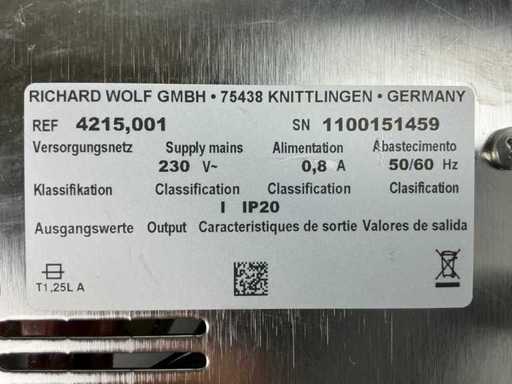 RICHARD WOLF GMBH • 75438 KNITTLINGEN • GERMANY
REF 4215,001 SN 1100151459
Versorgungsnetz Supply mains Alimentation Abastecimento
230 V~ 0,8 A 50/60 Hz
Klassifikation Classification Classification Clasification
I IP20
Ausgangswerte Output Caracteristiques de sortie Valores de salida
T1,25L A